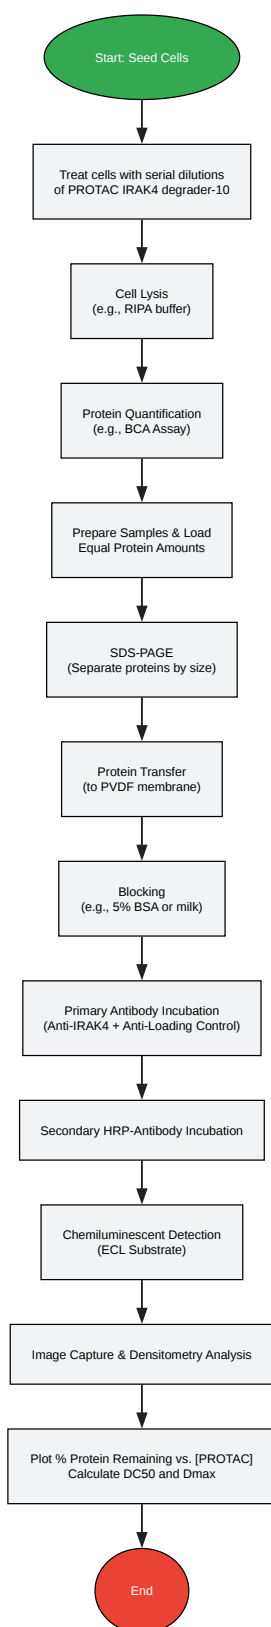 Start: Seed Cells
Treat cells with serial dilutions
of PROTAC IRAK4 degrader-10
Cell Lysis
(e.g., RIPA buffer)
Protein Quantification
(e.g., BCA Assay)
Prepare Samples & Load
Equal Protein Amounts
SDS-PAGE
(Separate proteins by size)
Protein Transfer
(to PVDF membrane)
Blocking
(e.g., 5% BSA or milk)
Primary Antibody Incubation
(Anti-IRAK4 + Anti-Loading Control)
Secondary HRP-Antibody Incubation
Chemiluminescent Detection
(ECL Substrate)
Image Capture & Densitometry Analysis
Plot % Protein Remaining vs. [PROTAC]
Calculate DC50 and Dmax
End